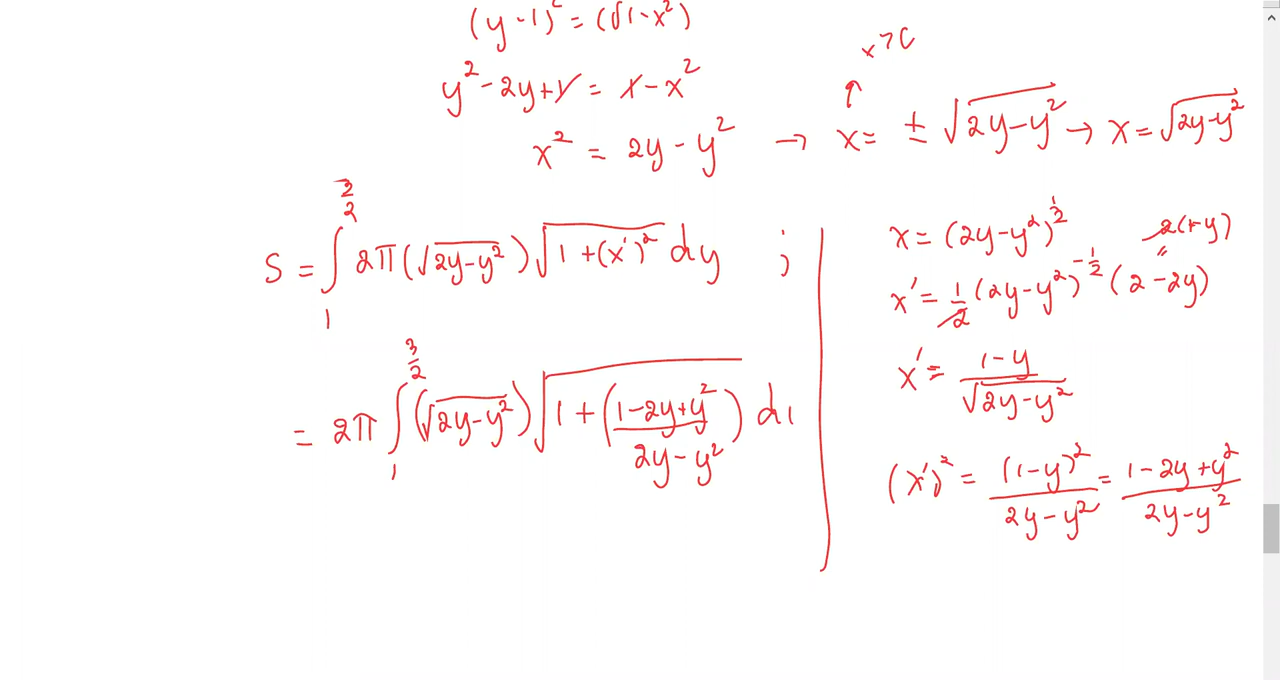 (y-1)² = (√1-x²)
x>0
y² - 2y + 1 = 1 - x²
x² = 2y - y² → x = ± √2y-y² → x = √2y-y²
S = ∫₁^(3/2) 2π(√2y-y²) √1+(x')² dy ;
x = (2y-y²)^(1/2)
2(1-y)
x' = 1/2 (2y-y²)^(-1/2) (2-2y)
= 2π ∫₁^(3/2) (√2y-y²) √1+((1-2y+y²)/(2y-y²)) d
x' = (1-y)/√2y-y²
(x')² = (1-y)²/(2y-y²) = (1-2y+y²)/(2y-y²)